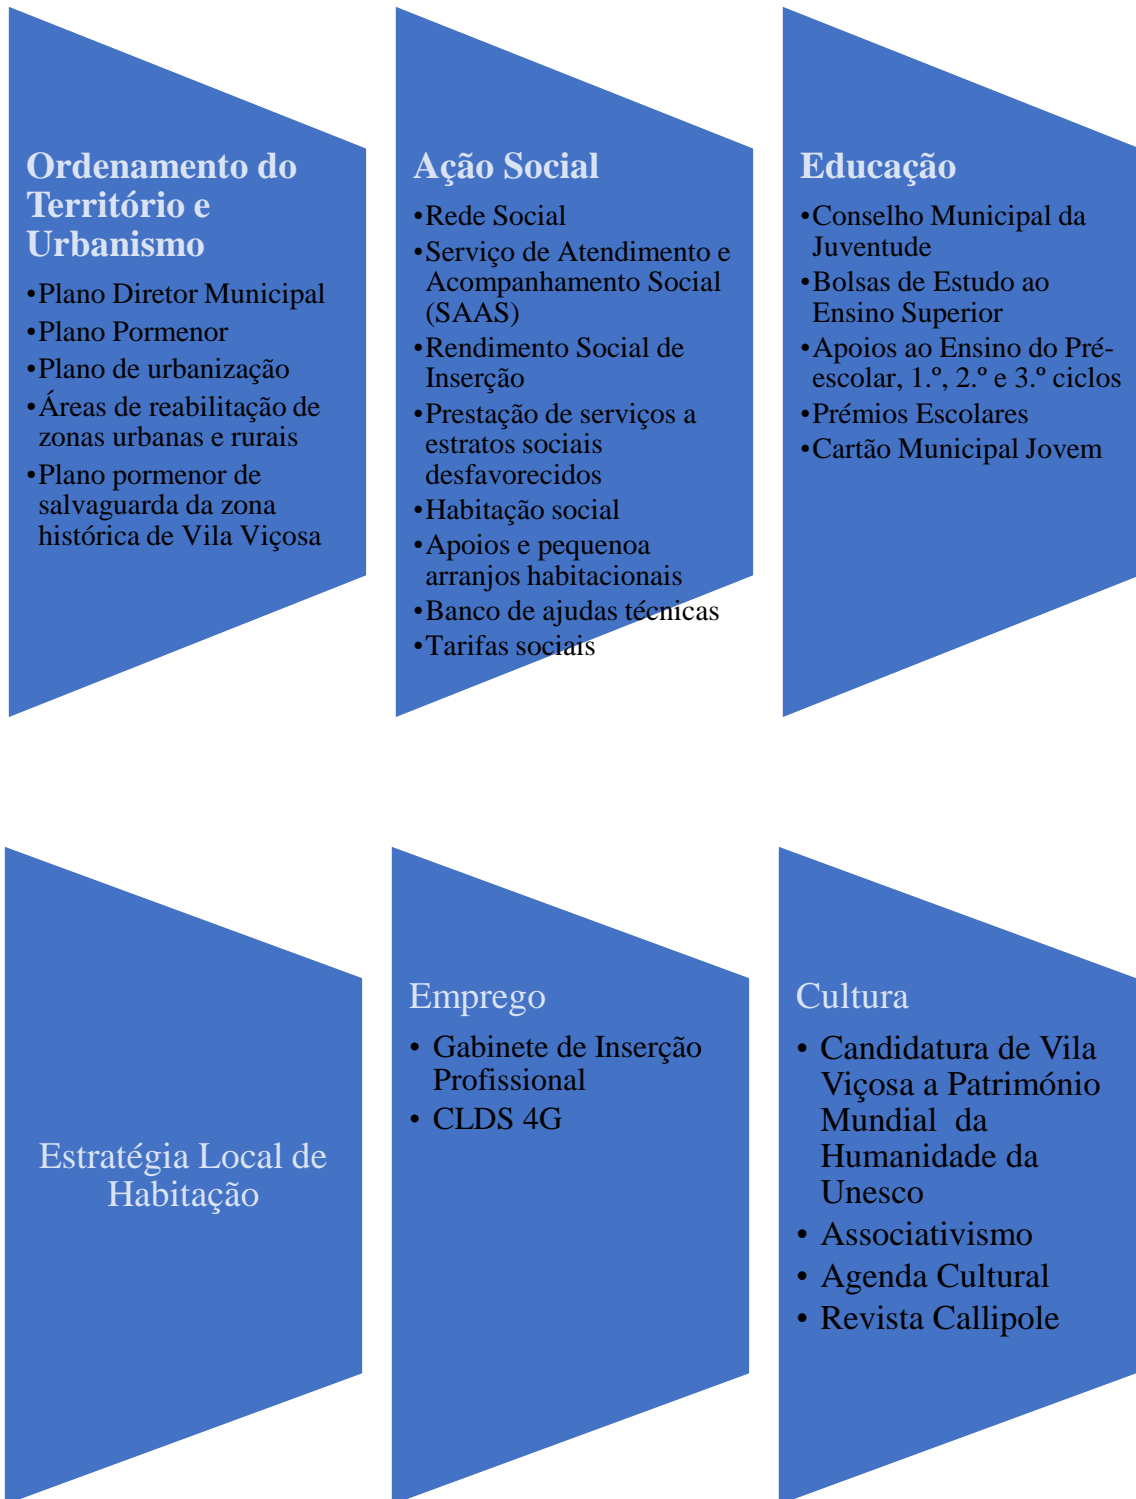 Ordenamento do
Território e
Urbanismo
•Plano Diretor Municipal
•Plano Pormenor
•Plano de urbanização
•Áreas de reabilitação de
zonas urbanas e rurais
•Plano pormenor de
salvaguarda da zona
histórica de Vila Viçosa
Ação Social
•Rede Social
•Serviço de Atendimento e
Acompanhamento Social
(SAAS)
•Rendimento Social de
Inserção
•Prestação de serviços a
estratos sociais
desfavorecidos
•Habitação social
•Apoios e pequenoa
arranjos habitacionais
•Banco de ajudas técnicas
•Tarifas sociais
Educação
•Conselho Municipal da
Juventude
•Bolsas de Estudo ao
Ensino Superior
•Apoios ao Ensino do Pré-
escolar, 1.º, 2.º e 3.º ciclos
•Prémios Escolares
•Cartão Municipal Jovem
Estratégia Local de
Habitação
Emprego
• Gabinete de Inserção
Profissional
• CLDS 4G
Cultura
• Candidatura de Vila
Viçosa a Património
Mundial  da
Humanidade da
Unesco
• Associativismo
• Agenda Cultural
• Revista Callipole